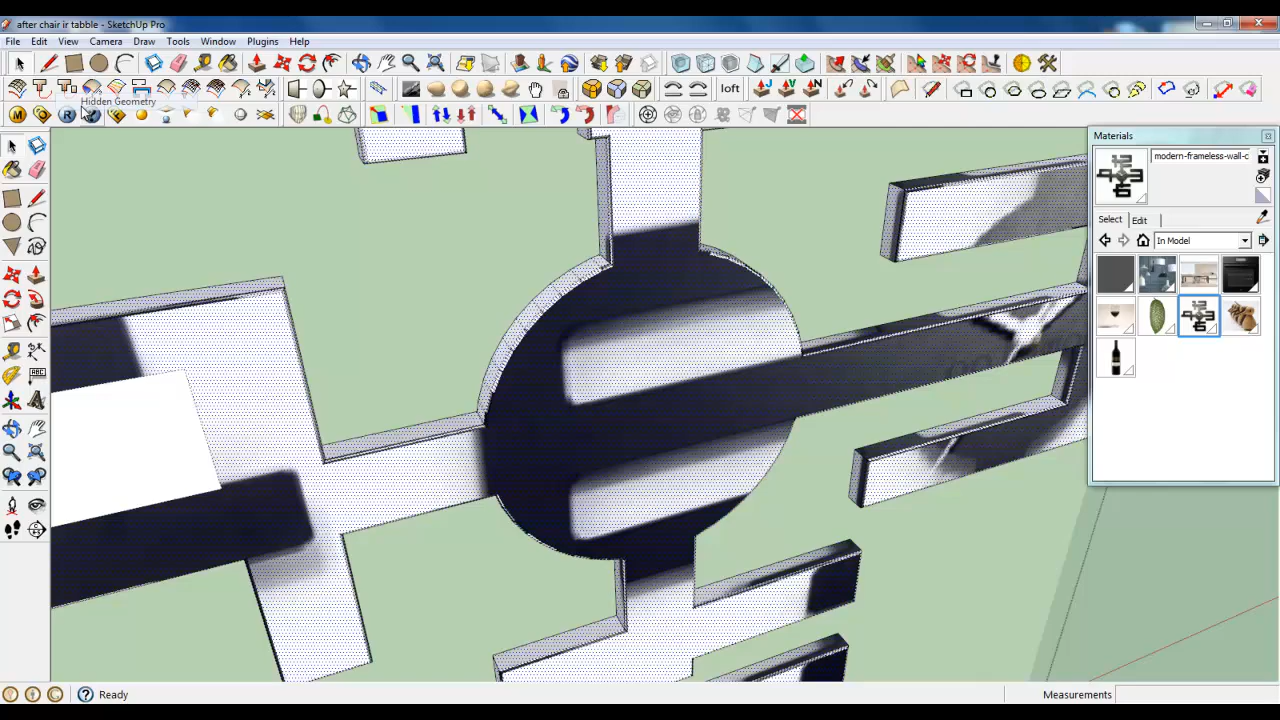 after chair ir tabble - SketchUp Pro
File Edit View Camera Draw Tools Window Plugins Help
loft
Hidden Geometry
M R
ABC
Materials
modern-frameless-wall-c
Select Edit
In Model
Ready
Measurements